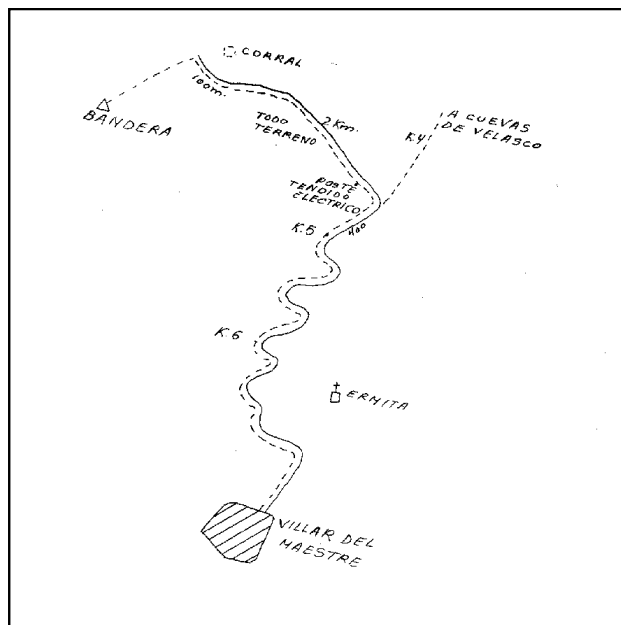 CORRAL
100m.
BANDERA
TODO
TERRENO
2 Km.
A CUEVAS
DE VELASCO
K.4
POSTE
TENDIDO
ELECTRICO
400
K.5
K.6
ERMITA
VILLAR DEL
MAESTRE